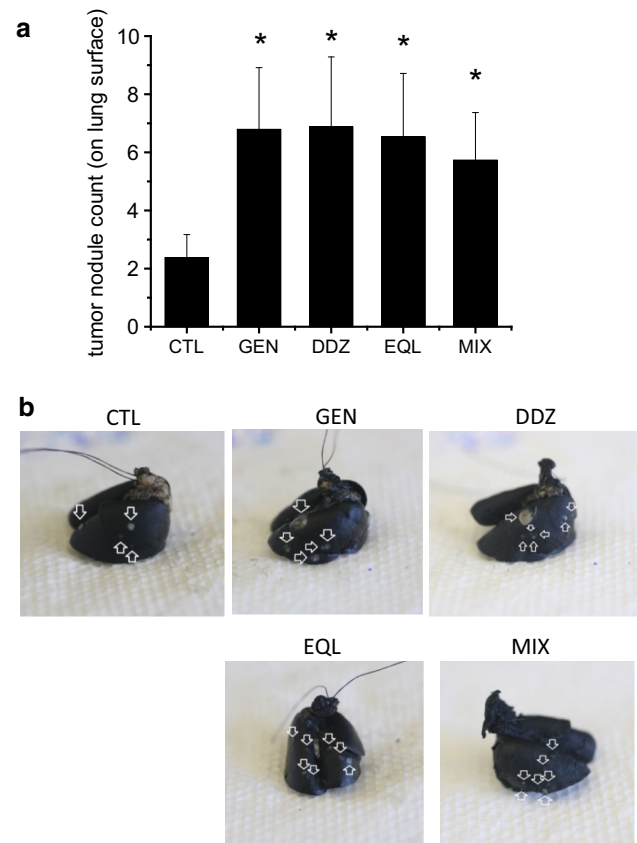 a
tumor nodule count (on lung surface)
10
8
6
4
2
0
* * * *
CTL GEN DDZ EQL MIX
b
CTL GEN DDZ
EQL MIX